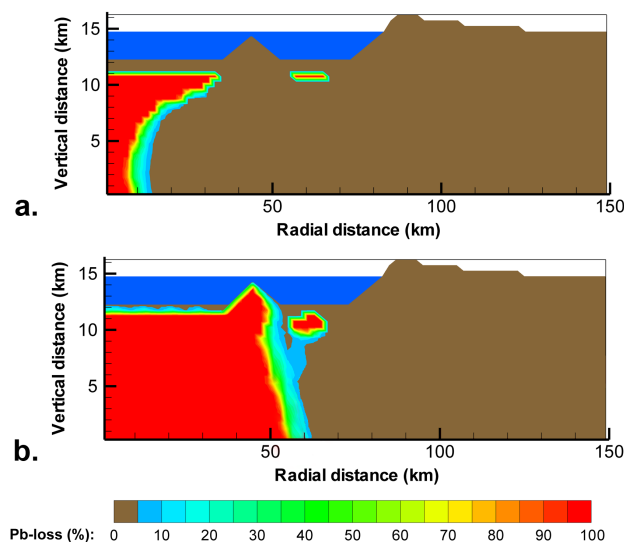 a.
Vertical distance (km)
15
10
5
50
100
150
Radial distance (km)
b.
Vertical distance (km)
15
10
5
50
100
150
Radial distance (km)
Pb-loss (%): 0 10 20 30 40 50 60 70 80 90 100